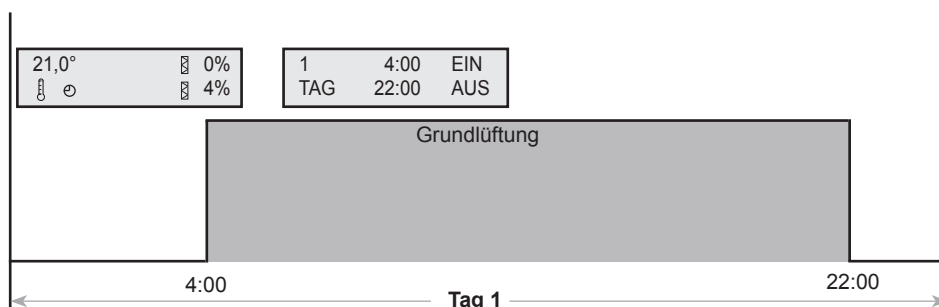 21,0° 0%
4%
1 4:00 EIN
TAG 22:00 AUS
Grundlüftung
4:00 22:00
Tag 1